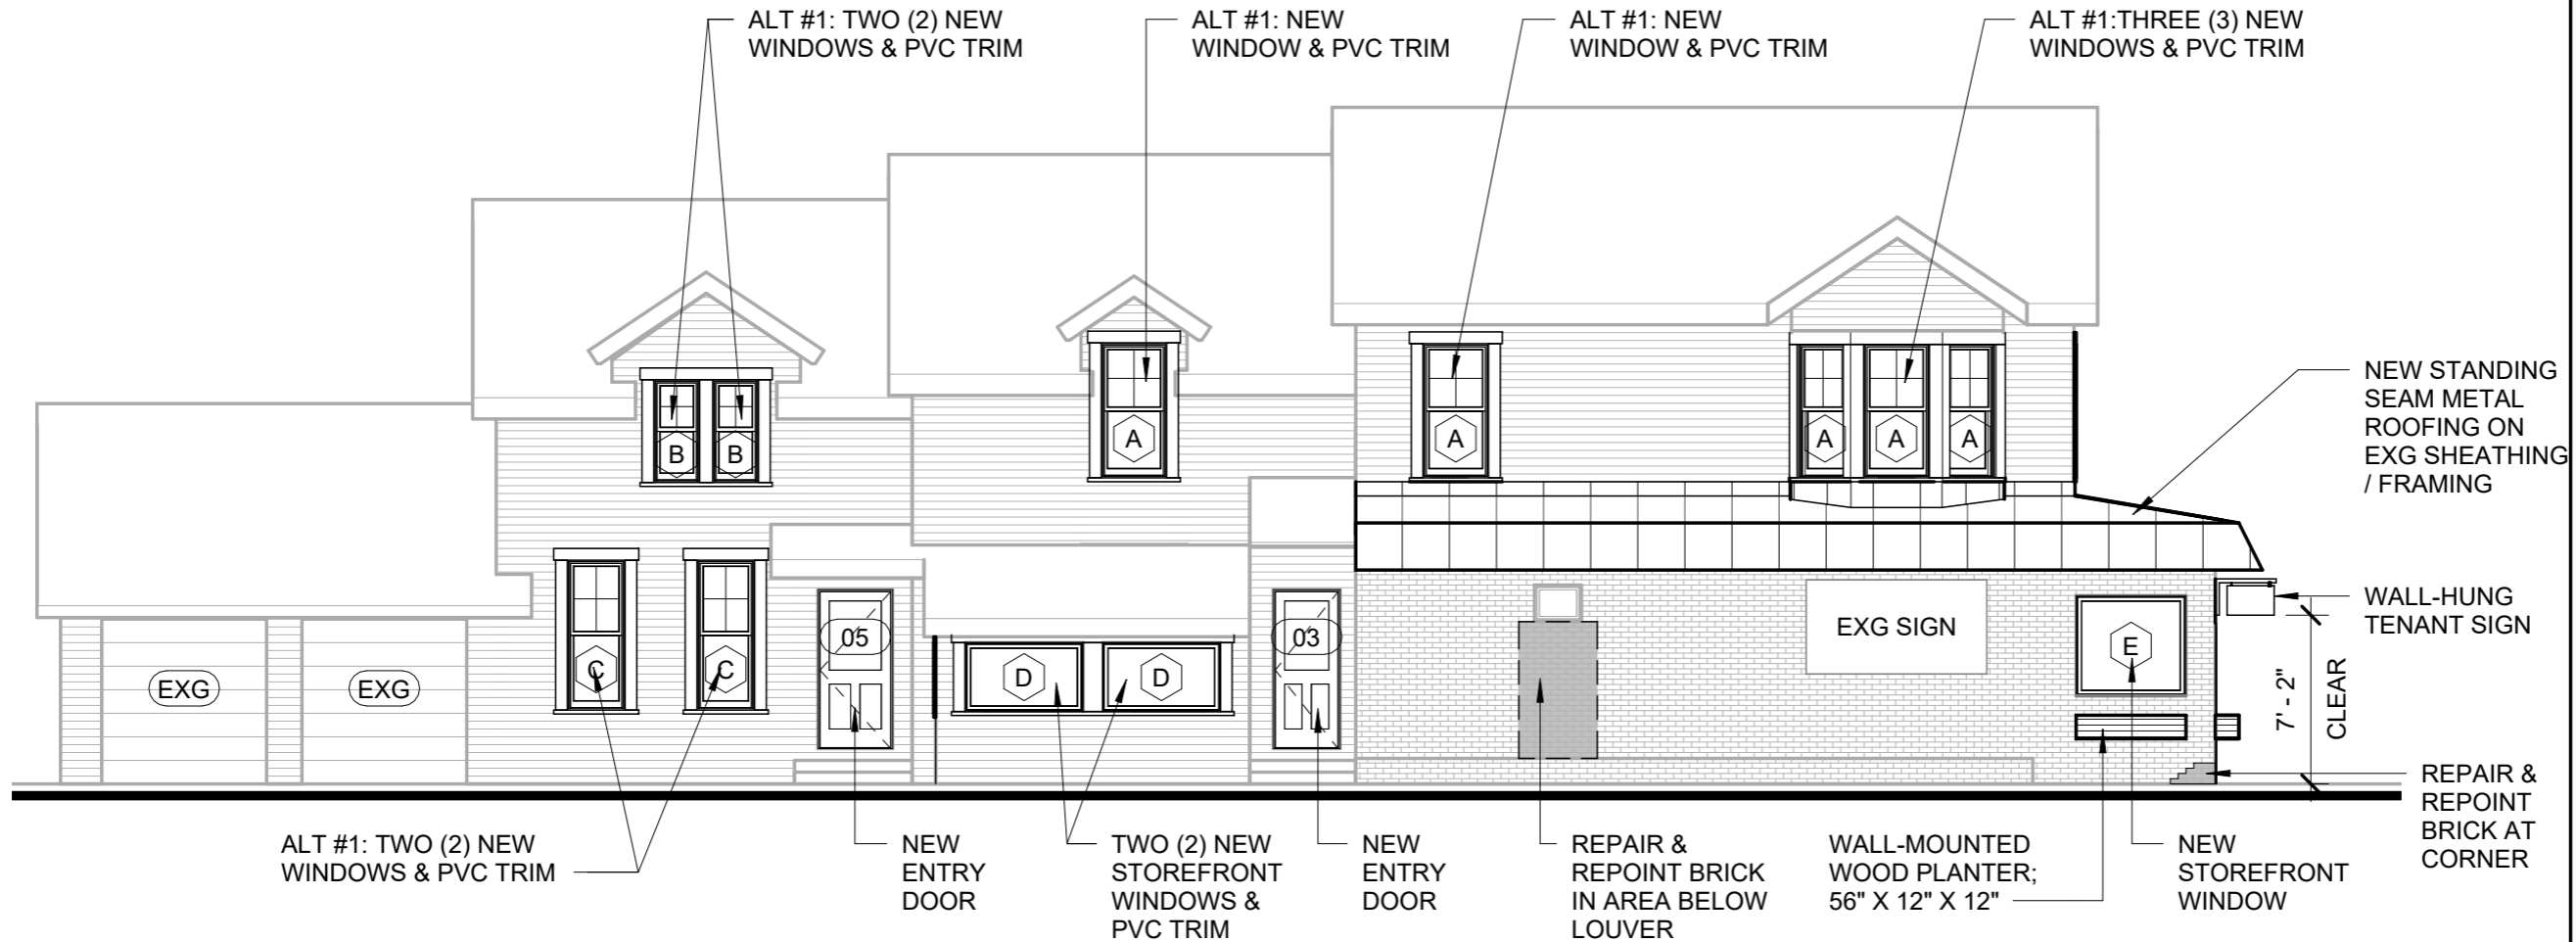 ALT #1: TWO (2) NEW
WINDOWS & PVC TRIM
ALT #1: NEW
WINDOW & PVC TRIM
ALT #1: NEW
WINDOW & PVC TRIM
ALT #1:THREE (3) NEW
WINDOWS & PVC TRIM
NEW STANDING
SEAM METAL
ROOFING ON
EXG SHEATHING
/ FRAMING
B
B
A
A
A
A
A
WALL-HUNG
TENANT SIGN
EXG
EXG
C
C
05
D
D
03
EXG SIGN
E
7' - 2"
CLEAR
REPAIR &
REPOINT
BRICK AT
CORNER
ALT #1: TWO (2) NEW
WINDOWS & PVC TRIM
NEW
ENTRY
DOOR
TWO (2) NEW
STOREFRONT
WINDOWS &
PVC TRIM
NEW
ENTRY
DOOR
REPAIR &
REPOINT BRICK
IN AREA BELOW
LOUVER
WALL-MOUNTED
WOOD PLANTER;
56" X 12" X 12"
NEW
STOREFRONT
WINDOW